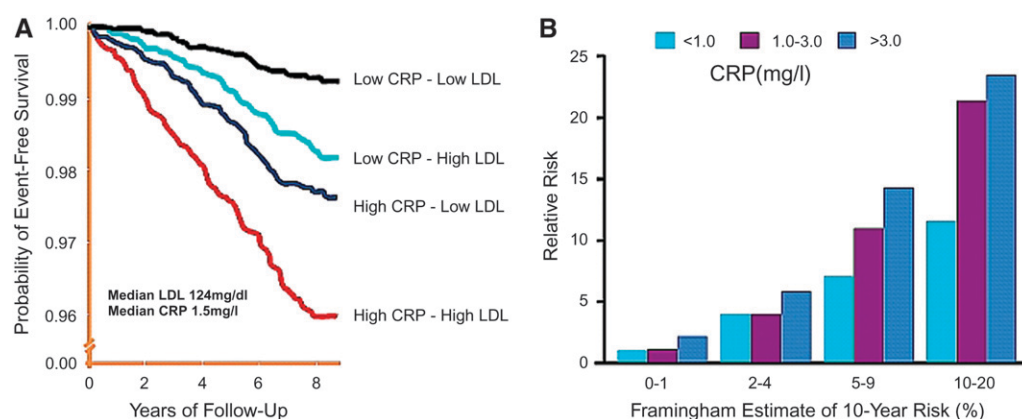 A
Probability of Event-Free Survival
1.00
0.99
0.98
0.97
0.96
0.00
Low CRP - Low LDL
Low CRP - High LDL
High CRP - Low LDL
High CRP - High LDL
Median LDL 124mg/dl
Median CRP 1.5mg/l
0 2 4 6 8
Years of Follow-Up
B
<1.0 1.0-3.0 >3.0
CRP(mg/l)
Relative Risk
25
20
15
10
5
0
0-1 2-4 5-9 10-20
Framingham Estimate of 10-Year Risk (%)